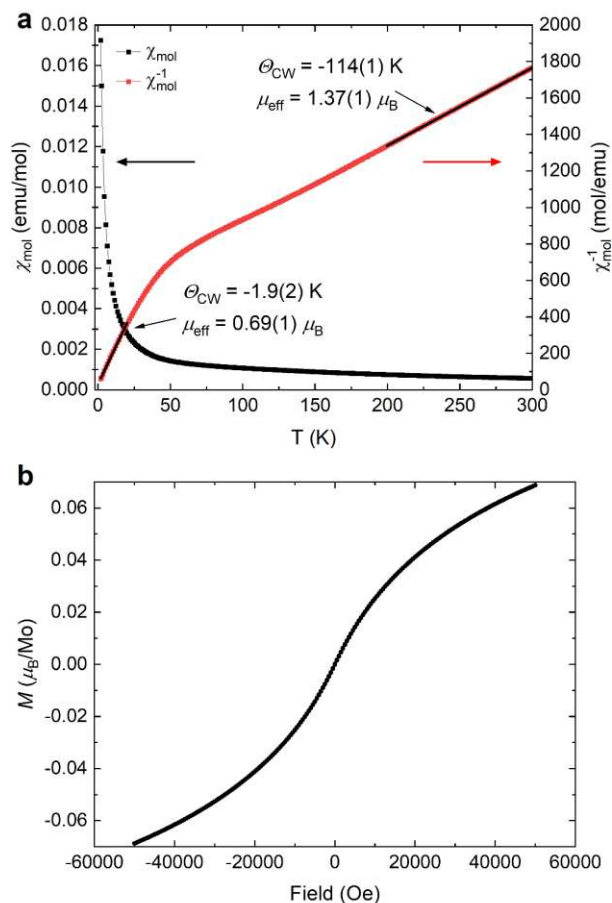 a
χmol
χ⁻¹mol
ΘCW = -114(1) K
μeff = 1.37(1) μB
ΘCW = -1.9(2) K
μeff = 0.69(1) μB
0.018
0.016
0.014
0.012
0.010
0.008
0.006
0.004
0.002
0.000
χmol (emu/mol)
2000
1800
1600
1400
1200
1000
800
600
400
200
0
χ⁻¹mol (mol/emu)
0 50 100 150 200 250 300
T (K)
b
0.06
0.04
0.02
0.00
-0.02
-0.04
-0.06
M (μB/Mo)
-60000 -40000 -20000 0 20000 40000 60000
Field (Oe)